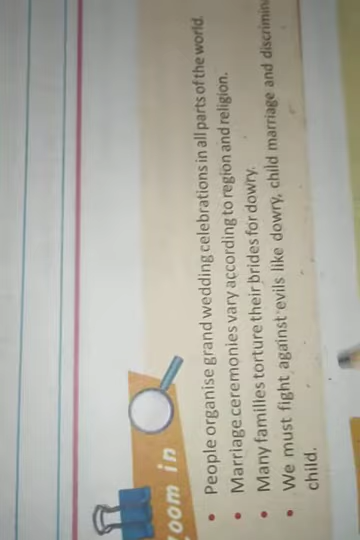 oom in
People organise grand wedding celebrations in all parts of the world.
Marriage ceremonies vary according to region and religion.
Many families torture their brides for dowry.
We must fight against evils like dowry, child marriage and discrimin
child.